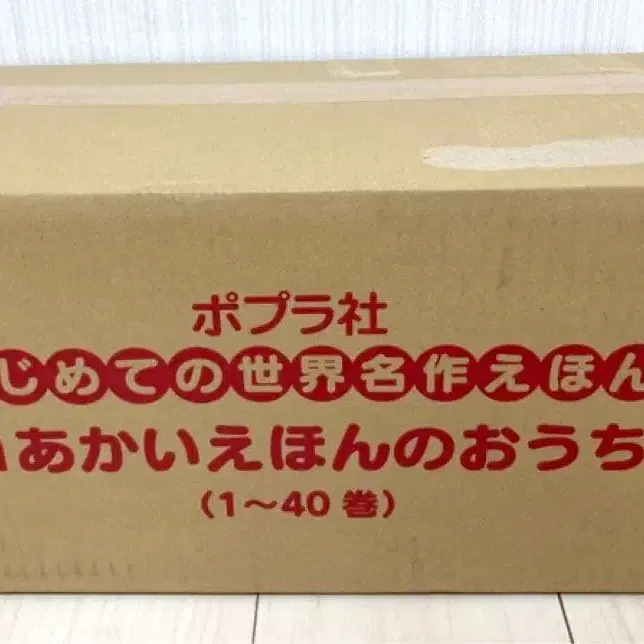 ポプラ社
じめての世界名作えほん
あかいえほんのおうち
(1〜40巻)